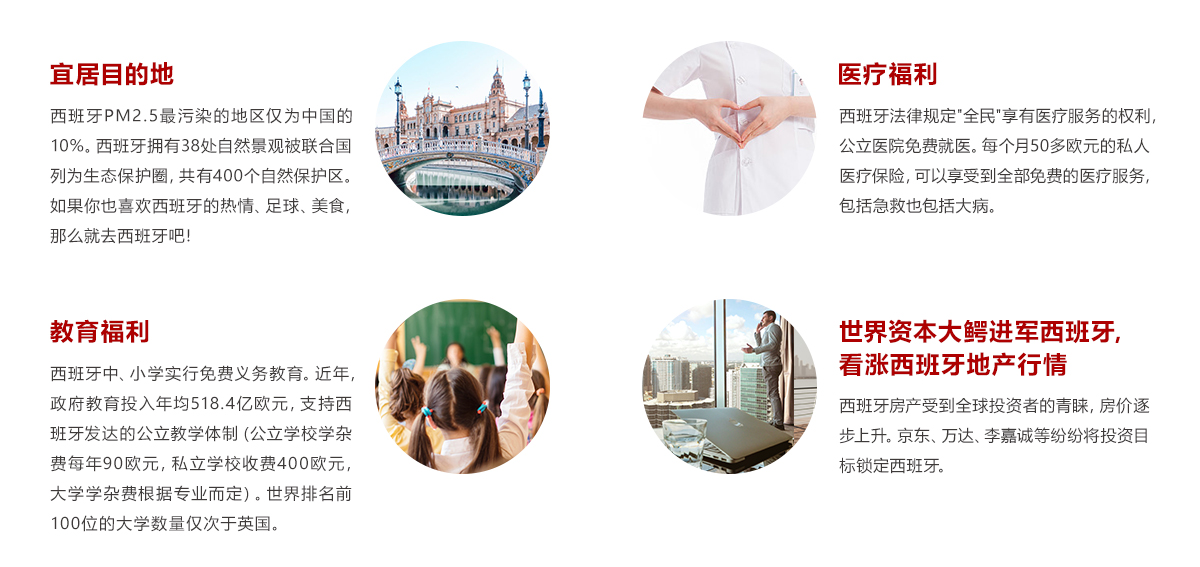 宜居目的地
西班牙PM2.5最污染的地区仅为中国的
10%。西班牙拥有38处自然景观被联合国
列为生态保护圈，共有400个自然保护区。
如果你也喜欢西班牙的热情、足球、美食，
那么就去西班牙吧！
医疗福利
西班牙法律规定"全民"享有医疗服务的权利，
公立医院免费就医。每个月50多欧元的私人
医疗保险，可以享受到全部免费的医疗服务，
包括急救也包括大病。
教育福利
西班牙中、小学实行免费义务教育。近年，
政府教育投入年均518.4亿欧元，支持西
班牙发达的公立教学体制（公立学校学杂
费每年90欧元，私立学校收费400欧元，
大学学杂费根据专业而定）。世界排名前
100位的大学数量仅次于英国。
世界资本大鳄进军西班牙，
看涨西班牙地产行情
西班牙房产受到全球投资者的青睐，房价逐
步上升。京东、万达、李嘉诚等纷纷将投资目
标锁定西班牙。